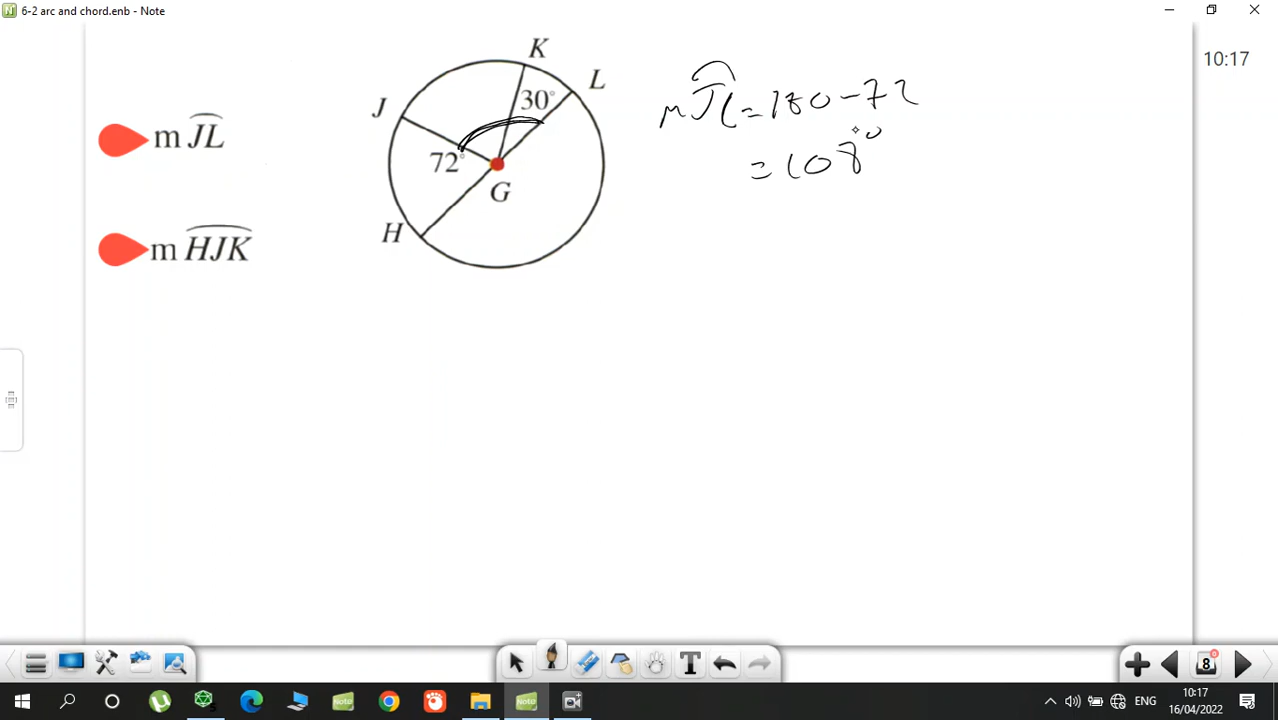 6-2 arc and chord.enb - Note
10:17
K
L
J
30°
m JL
mJL = 180 - 72
= 108°
72°
G
H
m HJK
T
8
ENG
10:17
16/04/2022